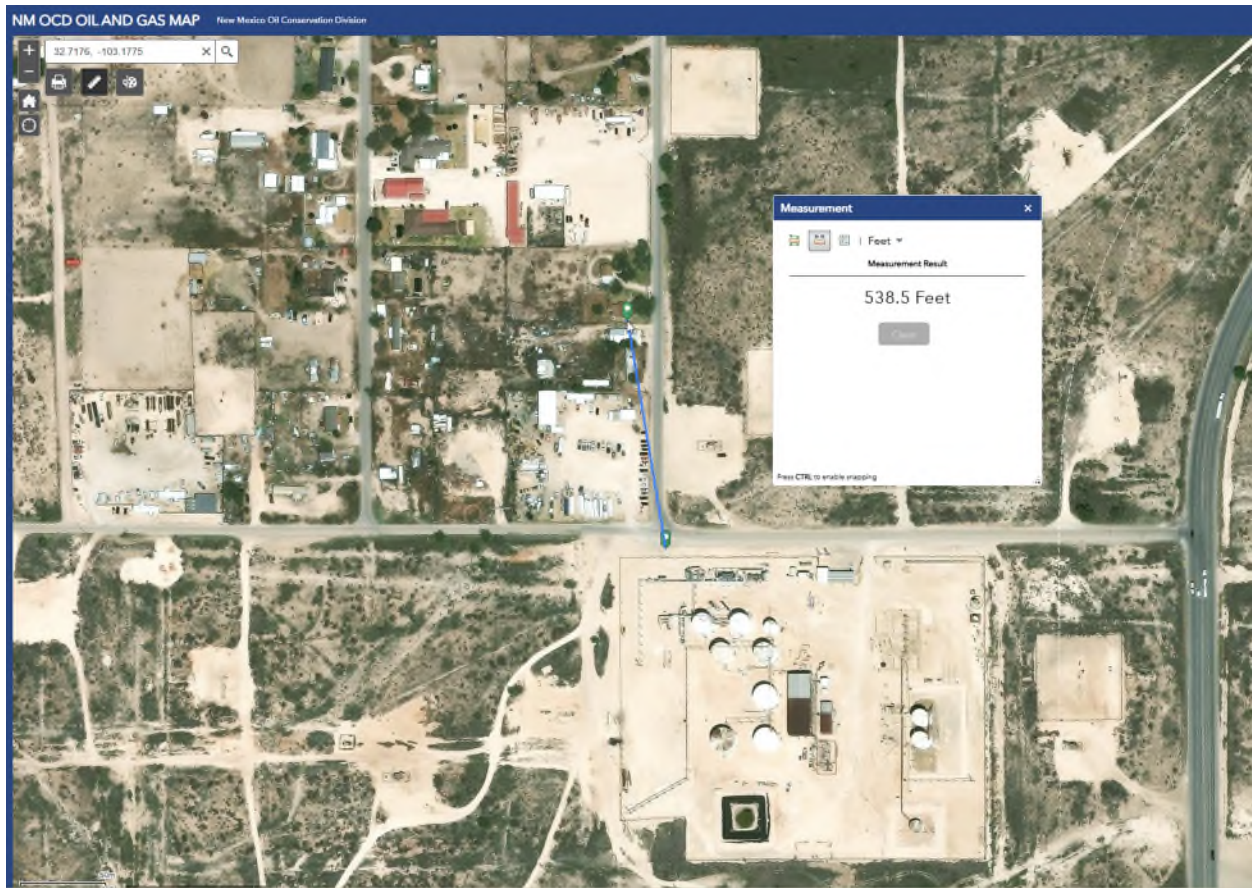 NM OCD OIL AND GAS MAP New Mexico Oil Conservation Division
32.7176, -103.1775
Measurement
Feet
Measurement Result
538.5 Feet
Clear
Press CTRL to enable snapping